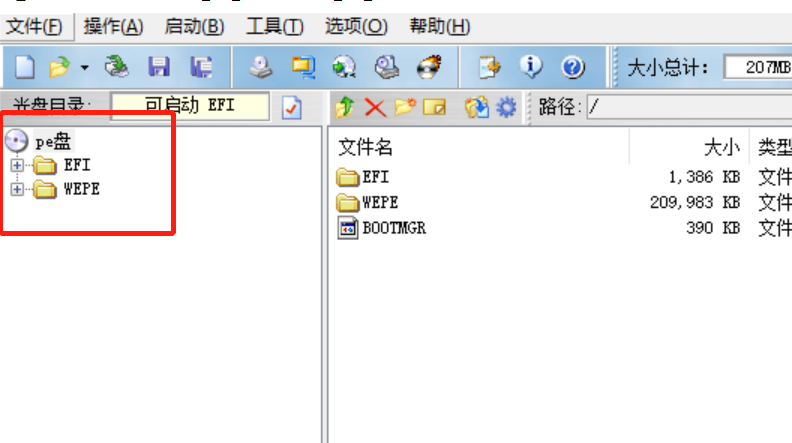 文件(F) 操作(A) 启动(B) 工具(T) 选项(O) 帮助(H)
大小总计: 207MB
光盘目录: 可启动 EFI 路径: /
pe盘
EFI
WEPE
文件名 大小 类型
EFI 1,386 KB 文件
WEPE 209,983 KB 文件
BOOTMGR 390 KB 文件